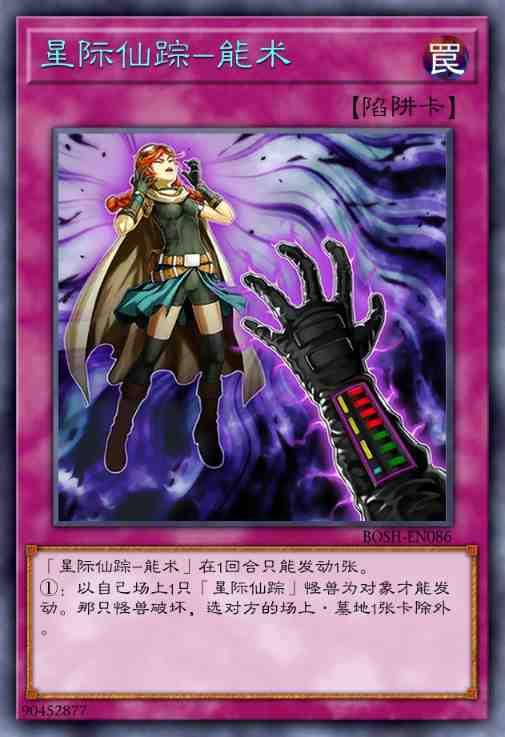 星际仙踪-能术
罠
【陷阱卡】
BOSH-EN086
「星际仙踪-能术」在1回合只能发动1张。
①：以自己场上1只「星际仙踪」怪兽为对象才能发
动。那只怪兽破坏，选对方的场上·墓地1张卡除外
。
90452877